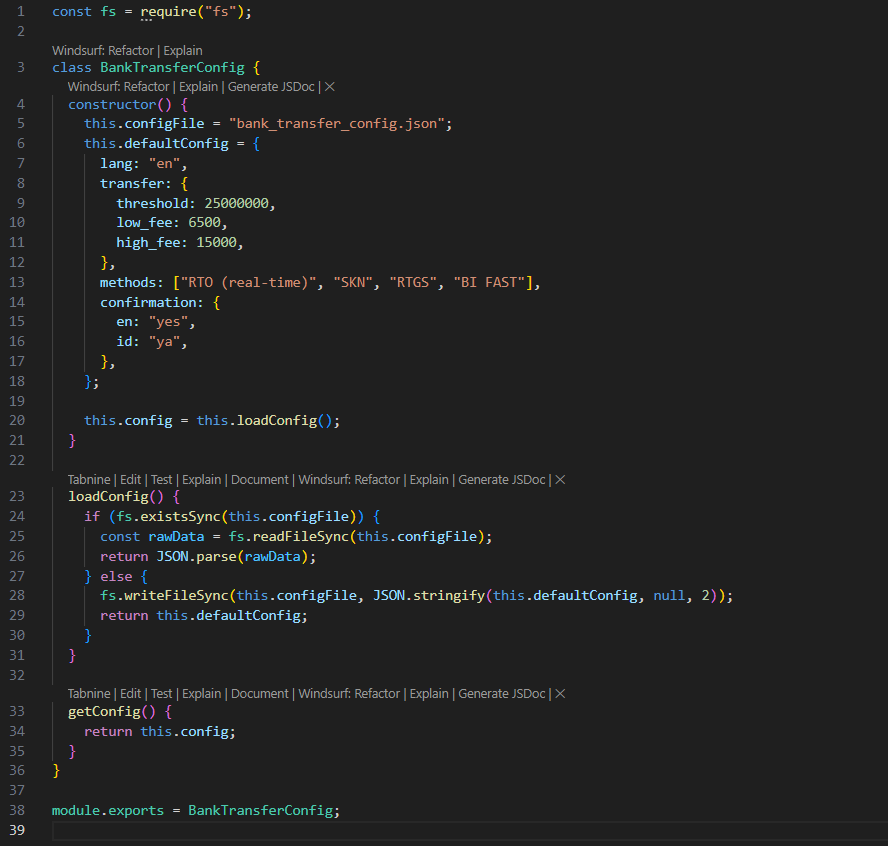 1 const fs = require("fs");
2
Windsurf: Refactor | Explain
3 class BankTransferConfig {
Windsurf: Refactor | Explain | Generate JSDoc | ✕
4   constructor() {
5     this.configFile = "bank_transfer_config.json";
6     this.defaultConfig = {
7       lang: "en",
8       transfer: {
9         threshold: 25000000,
10         low_fee: 6500,
11         high_fee: 15000,
12       },
13       methods: ["RTO (real-time)", "SKN", "RTGS", "BI FAST"],
14       confirmation: {
15         en: "yes",
16         id: "ya",
17       },
18     };
19
20     this.config = this.loadConfig();
21   }
22
Tabnine | Edit | Test | Explain | Document | Windsurf: Refactor | Explain | Generate JSDoc | ✕
23   loadConfig() {
24     if (fs.existsSync(this.configFile)) {
25       const rawData = fs.readFileSync(this.configFile);
26       return JSON.parse(rawData);
27     } else {
28       fs.writeFileSync(this.configFile, JSON.stringify(this.defaultConfig, null, 2));
29       return this.defaultConfig;
30     }
31   }
32
Tabnine | Edit | Test | Explain | Document | Windsurf: Refactor | Explain | Generate JSDoc | ✕
33   getConfig() {
34     return this.config;
35   }
36 }
37
38 module.exports = BankTransferConfig;
39